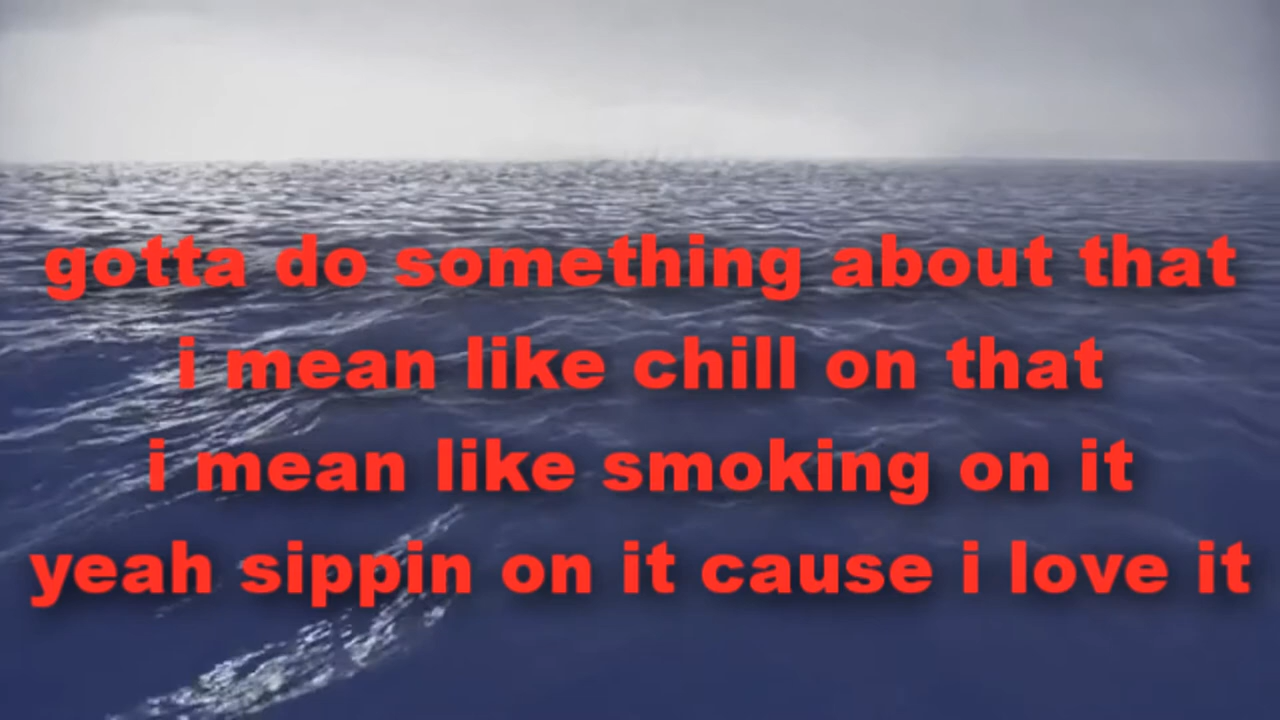 gotta do something about that
i mean like chill on that
i mean like smoking on it
yeah sippin on it cause i love it